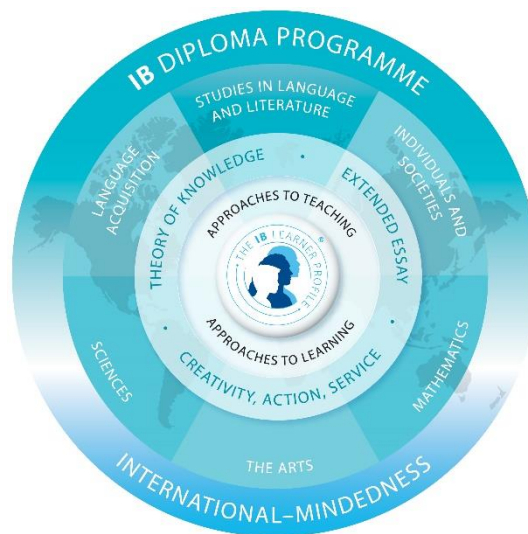 IB DIPLOMA PROGRAMME
STUDIES IN LANGUAGE
AND LITERATURE
LANGUAGE
ACQUISITION
INDIVIDUALS AND
SOCIETIES
THEORY OF KNOWLEDGE
EXTENDED ESSAY
APPROACHES TO TEACHING
THE IB LEARNER PROFILE
APPROACHES TO LEARNING
CREATIVITY, ACTION, SERVICE
SCIENCES
MATHEMATICS
THE ARTS
INTERNATIONAL–MINDEDNESS